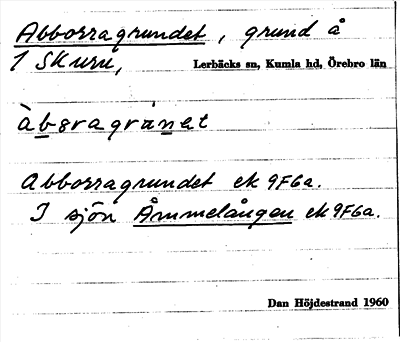 Abborragrundet, grund å
1 Skuru,
Lerbäcks sn, Kumla hd, Örebro län
àbɞragránet
Abborragrundet ek 9F6a.
I sjön Åmmelången ek 9F6a.
Dan Höjdestrand 1960